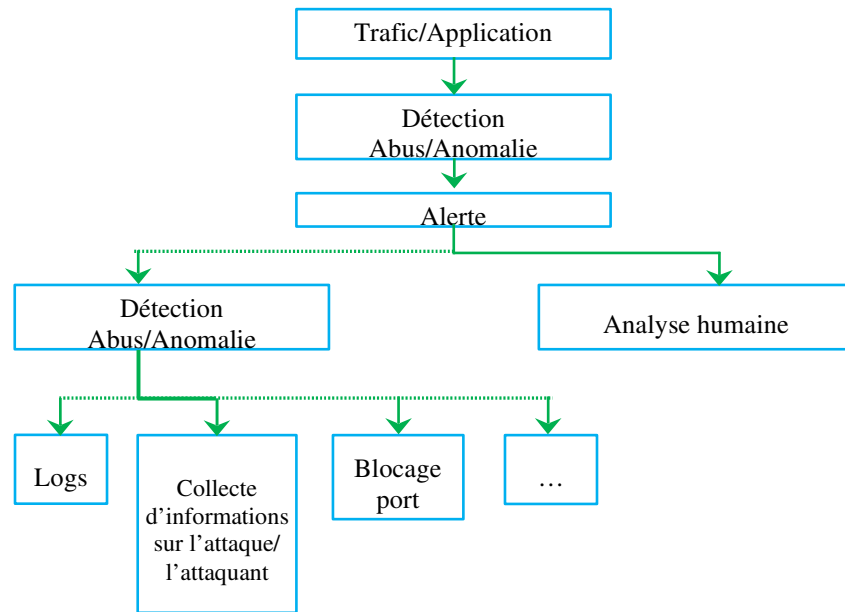 Trafic/Application
Détection
Abus/Anomalie
Alerte
Détection
Abus/Anomalie
Analyse humaine
Logs
Collecte
d'informations
sur l'attaque/
l'attaquant
Blocage
port
…